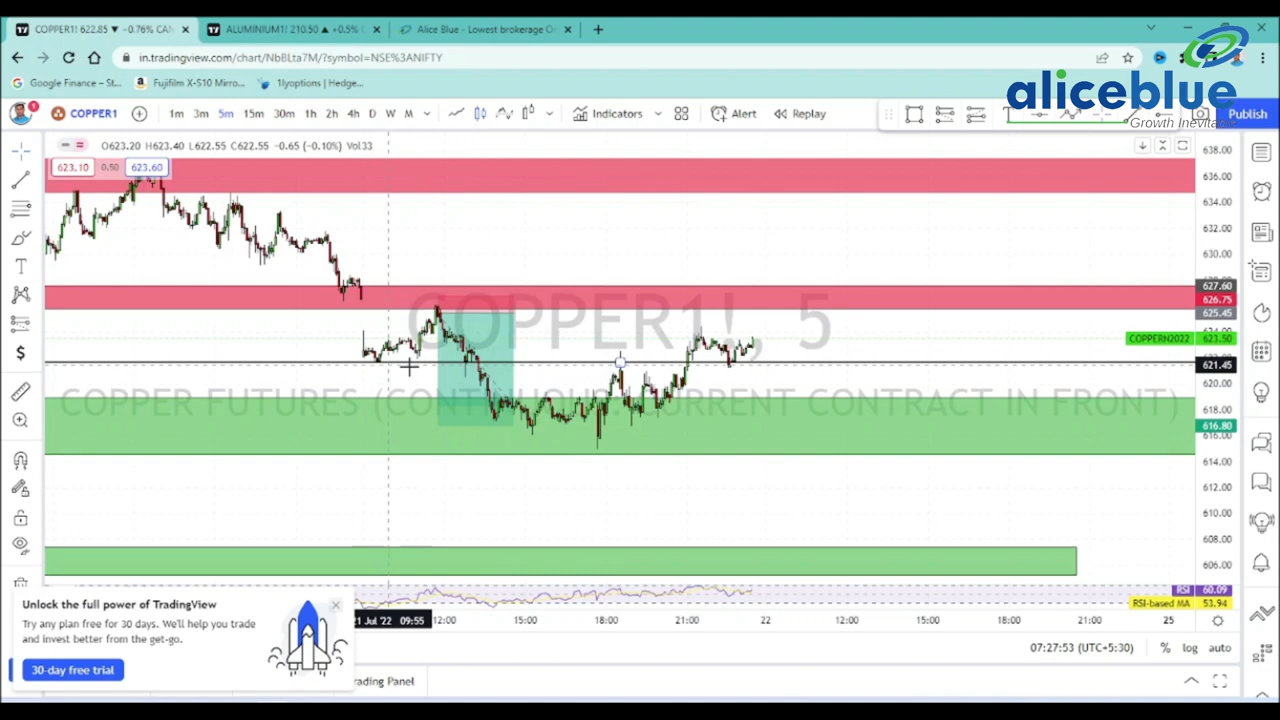 COPPER1! 622.85 ▼ −0.76% CAN
ALUMINIUM1! 210.50 ▲ +0.5% C
Alice Blue - Lowest brokerage O
in.tradingview.com/chart/NbBLta7M/?symbol=NSE%3ANIFTY
Google Finance – St...
Fujifilm X-S10 Mirro...
1lyoptions | Hedge...
aliceblue
Growth Inevita
1
COPPER1
1m 3m 5m 15m 30m 1h 2h 4h D W M
Indicators
Alert
Replay
Publish
O623.20 H623.40 L622.55 C622.55 −0.65 (−0.10%) Vol33
623.10 0.50 623.60
638.00
636.00
634.00
632.00
630.00
627.60
626.75
625.45
COPPERN2022 623.50
621.45
620.00
618.00
616.80
616.00
614.00
612.00
610.00
608.00
606.00
COPPER1!, 5
COPPER FUTURES (CONTINUOUS: CURRENT CONTRACT IN FRONT)
RSI 60.09
RSI-based MA 53.94
21 Jul '22 09:55 12:00 15:00 18:00 21:00 22 12:00 15:00 18:00 21:00 25
Unlock the full power of TradingView
Try any plan free for 30 days. We'll help you trade
and invest better from the get-go.
30-day free trial
07:27:53 (UTC+5:30) % log auto
rading Panel